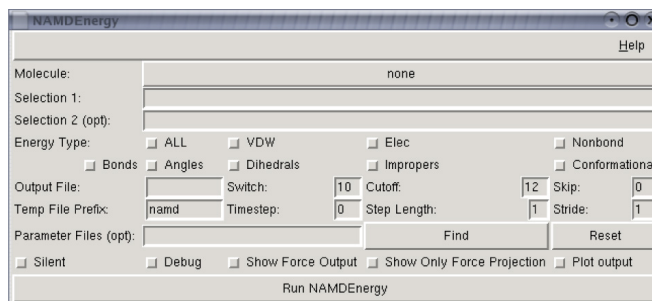 NAMDEnergy
Help
Molecule: none
Selection 1:
Selection 2 (opt):
Energy Type: ALL VDW Elec Nonbond
Bonds Angles Dihedrals Impropers Conformationa
Output File: Switch: 10 Cutoff: 12 Skip: 0
Temp File Prefix: namd Timestep: 0 Step Length: 1 Stride: 1
Parameter Files (opt): Find Reset
Silent Debug Show Force Output Show Only Force Projection Plot output
Run NAMDEnergy